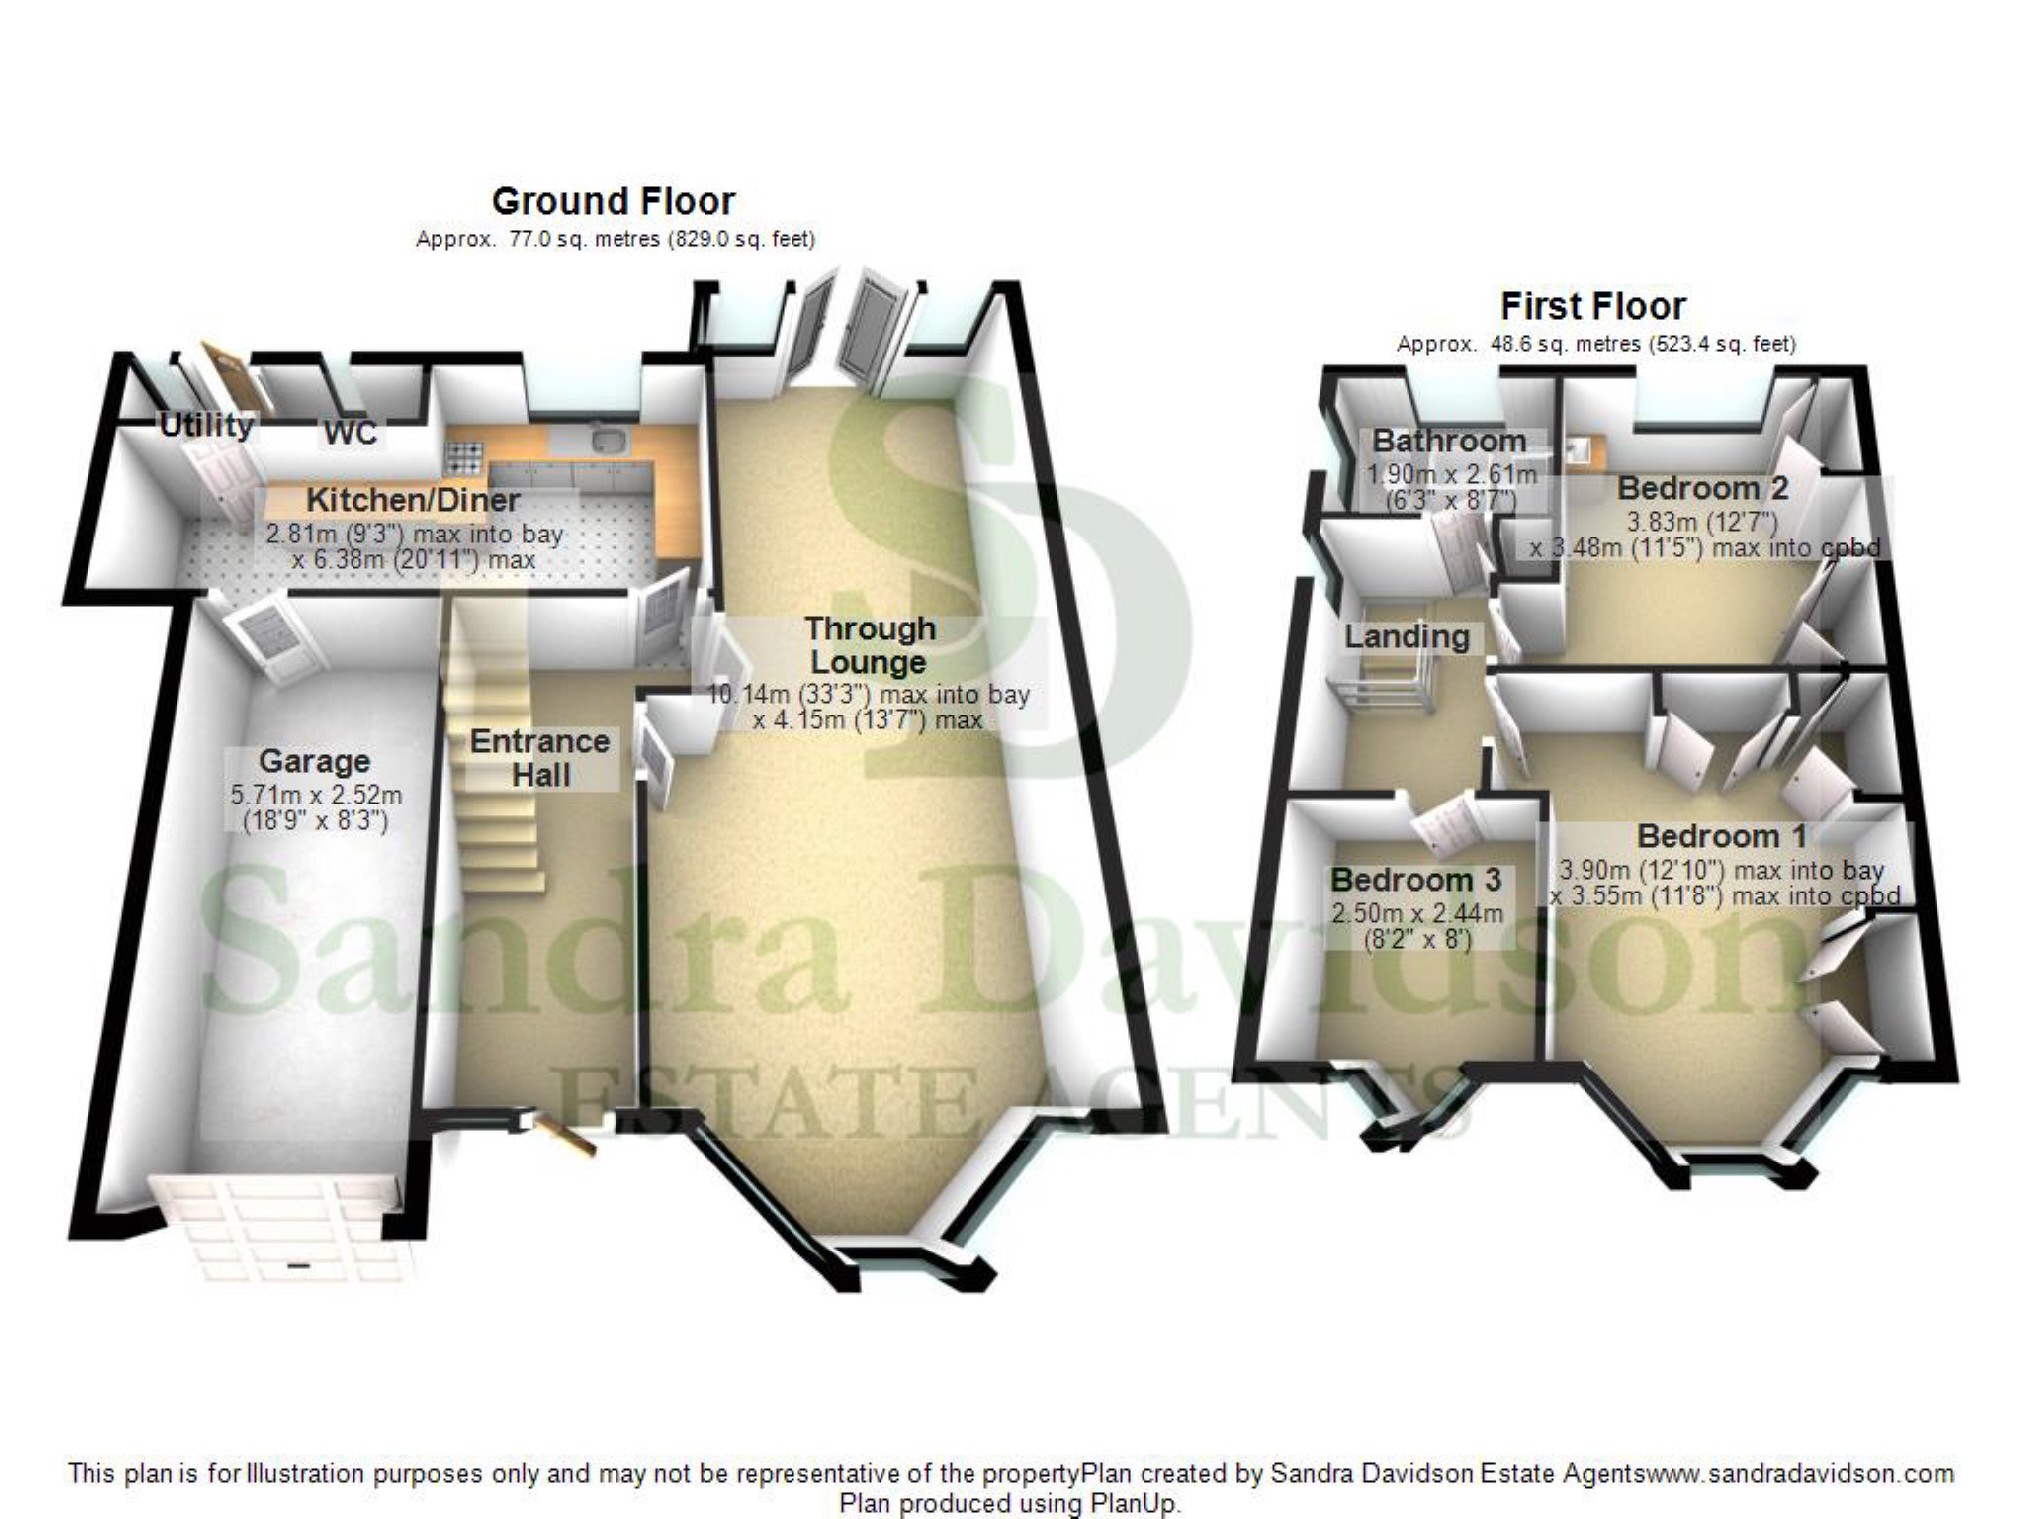 Ground Floor
Approx. 77.0 sq. metres (829.0 sq. feet)
Utility
WC
Kitchen/Diner
2.81m (9'3") max into bay
x 6.38m (20'11") max
Through
Lounge
10.14m (33'3") max into bay
x 4.15m (13'7") max
Entrance
Hall
Garage
5.71m x 2.52m
(18'9" x 8'3")
First Floor
Approx. 48.6 sq. metres (523.4 sq. feet)
Bathroom
1.90m x 2.61m
(6'3" x 8'7")
Bedroom 2
3.83m (12'7")
x 3.48m (11'5") max into cpbd
Landing
Bedroom 1
3.90m (12'10") max into bay
x 3.55m (11'8") max into cpbd
Bedroom 3
2.50m x 2.44m
(8'2" x 8')
SD
Sandra Davidson
ESTATE AGENTS
This plan is for Illustration purposes only and may not be representative of the propertyPlan created by Sandra Davidson Estate Agentswww.sandradavidson.com
Plan produced using PlanUp.